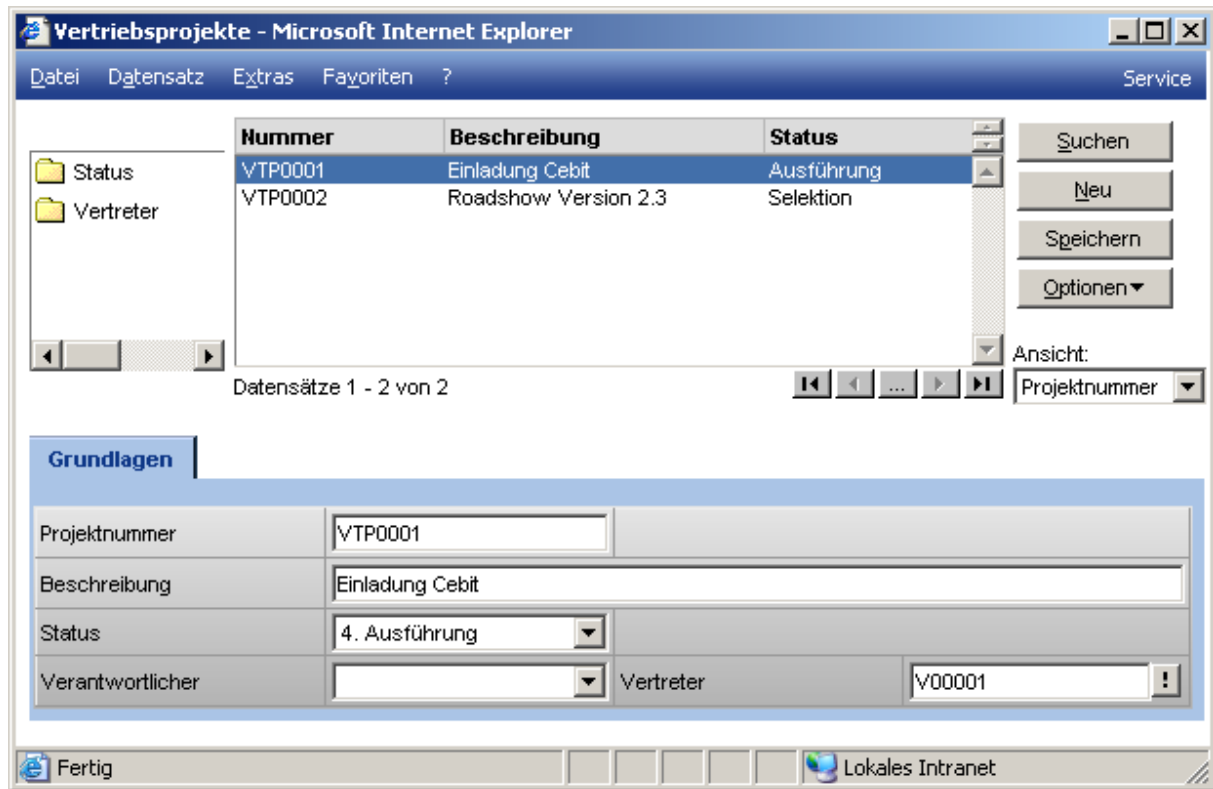 Vertriebsprojekte - Microsoft Internet Explorer
Datei Datensatz Extras Favoriten ? Service
Nummer Beschreibung Status
Status
Vertreter
VTP0001 Einladung Cebit Ausführung
VTP0002 Roadshow Version 2.3 Selektion
Suchen
Neu
Speichern
Optionen
Ansicht:
Projektnummer
Datensätze 1 - 2 von 2
...
Grundlagen
Projektnummer VTP0001
Beschreibung Einladung Cebit
Status 4. Ausführung
Verantwortlicher Vertreter V00001 !
Fertig Lokales Intranet